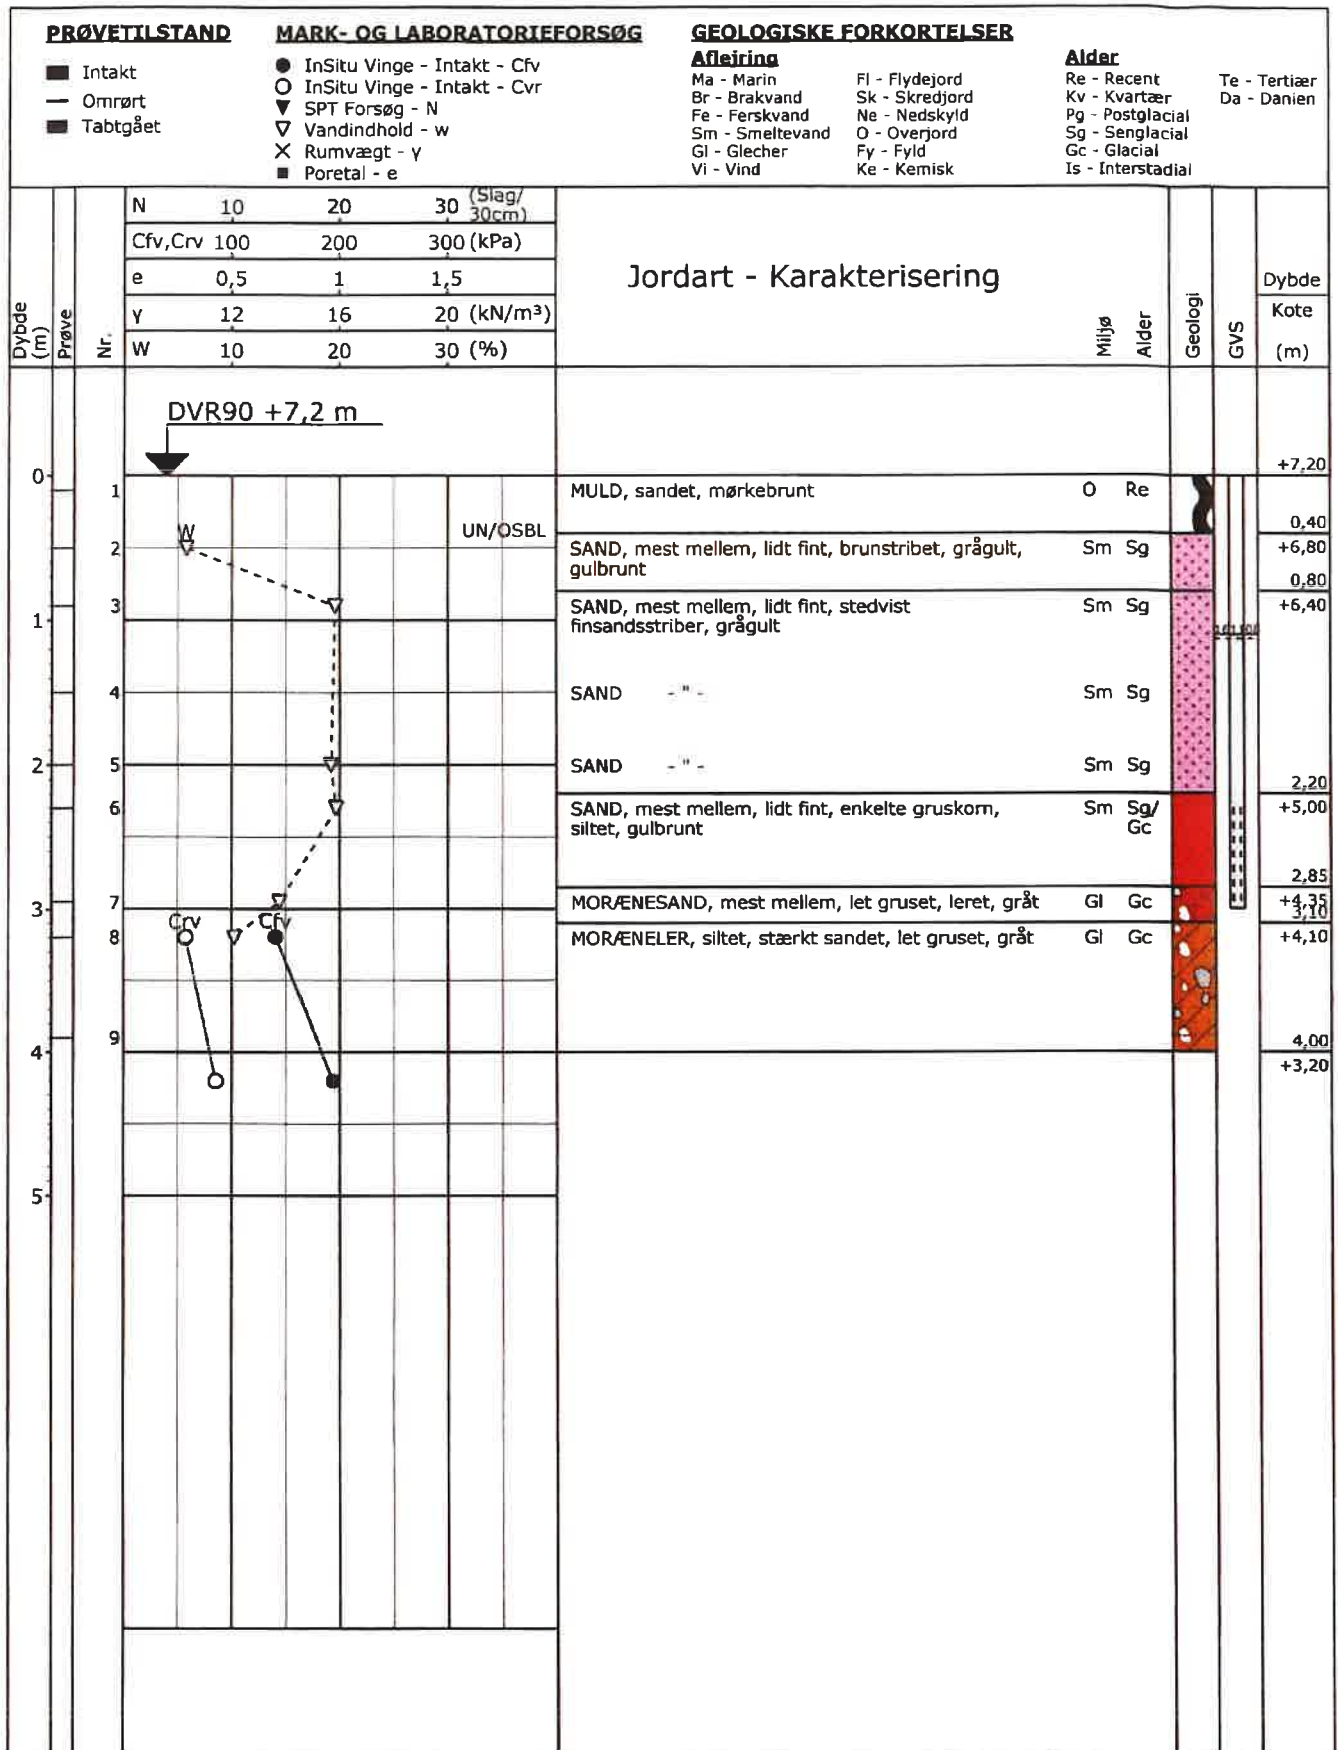 PRØVETILSTAND
Intakt
Omrørt
Tabtgået
MARK- OG LABORATORIEFORSØG
InSitu Vinge - Intakt - Cfv
InSitu Vinge - Intakt - Cvr
SPT Forsøg - N
Vandindhold - w
Rumvægt - γ
Poretal - e
GEOLOGISKE FORKORTELSER
Aflejring
Ma - Marin
Br - Brakvand
Fe - Ferskvand
Sm - Smeltevand
Gl - Glecher
Vi - Vind
Fl - Flydejord
Sk - Skredjord
Ne - Nedskyld
O - Overjord
Fy - Fyld
Ke - Kemisk
Alder
Re - Recent
Kv - Kvartær
Pg - Postglacial
Sg - Senglacial
Gc - Glacial
Is - Interstadial
Te - Tertiær
Da - Danien
Dybde (m)
Prøve
Nr.
N 10 20 30 (Slag/ 30cm)
Cfv,Crv 100 200 300 (kPa)
e 0,5 1 1,5
γ 12 16 20 (kN/m³)
W 10 20 30 (%)
Jordart - Karakterisering
Miljø
Alder
Geologi
GVS
Dybde
Kote
(m)
DVR90 +7,2 m
0 +7,20
1 MULD, sandet, mørkebrunt O Re
W UN/OSBL 0,40
2 SAND, mest mellem, lidt fint, brunstribet, grågult, Sm Sg +6,80
gulbrunt 0,80
3 SAND, mest mellem, lidt fint, stedvist Sm Sg +6,40
1 finsandsstriber, grågult
4 SAND - " - Sm Sg
2 5 SAND - " - Sm Sg
2,20
6 SAND, mest mellem, lidt fint, enkelte gruskorn, Sm Sg/ +5,00
siltet, gulbrunt Gc
2,85
7 MORÆNESAND, mest mellem, let gruset, leret, gråt Gl Gc +4,35
3 3,10
Crv Cfv
8 MORÆNELER, siltet, stærkt sandet, let gruset, gråt Gl Gc +4,10
9
4 4,00
+3,20
5